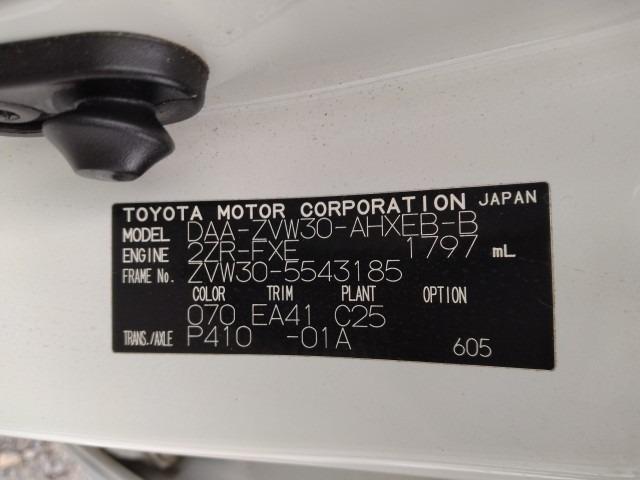 TOYOTA MOTOR CORPORATION JAPAN
MODEL DAA-ZVW30-AHXEB-B
ENGINE 2ZR-FXE 1797 mL
FRAME No. ZVW30-5543185
COLOR TRIM PLANT OPTION
070 EA41 C25
TRANS./AXLE P410 -01A
605